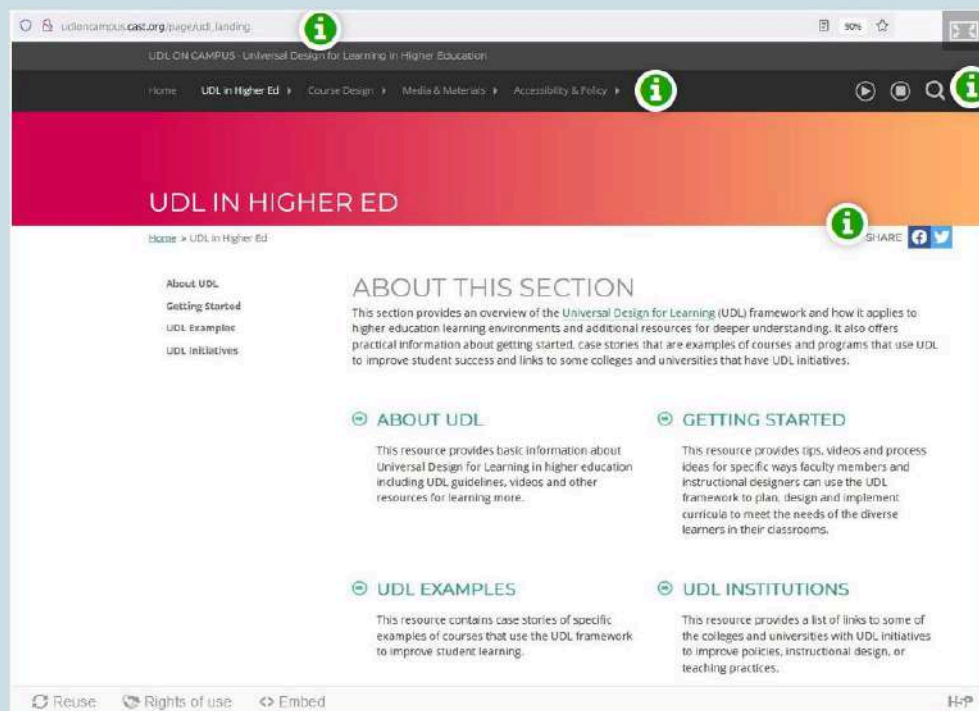 udloncampus.cast.org/page/udl_landing
90%
UDL ON CAMPUS · Universal Design for Learning in Higher Education
Home UDL in Higher Ed Course Design Media & Materials Accessibility & Policy
UDL IN HIGHER ED
Home > UDL in Higher Ed
SHARE
About UDL
Getting Started
UDL Examples
UDL Initiatives
ABOUT THIS SECTION
This section provides an overview of the Universal Design for Learning (UDL) framework and how it applies to
higher education learning environments and additional resources for deeper understanding. It also offers
practical information about getting started, case stories that are examples of courses and programs that use UDL
to improve student success and links to some colleges and universities that have UDL initiatives.
ABOUT UDL
This resource provides basic information about
Universal Design for Learning in higher education
including UDL guidelines, videos and other
resources for learning more.
GETTING STARTED
This resource provides tips, videos and process
ideas for specific ways faculty members and
instructional designers can use the UDL
framework to plan, design and implement
curricula to meet the needs of the diverse
learners in their classrooms.
UDL EXAMPLES
This resource contains case stories of specific
examples of courses that use the UDL framework
to improve student learning.
UDL INSTITUTIONS
This resource provides a list of links to some of
the colleges and universities with UDL initiatives
to improve policies, instructional design, or
teaching practices.
Reuse Rights of use <> Embed
H5P